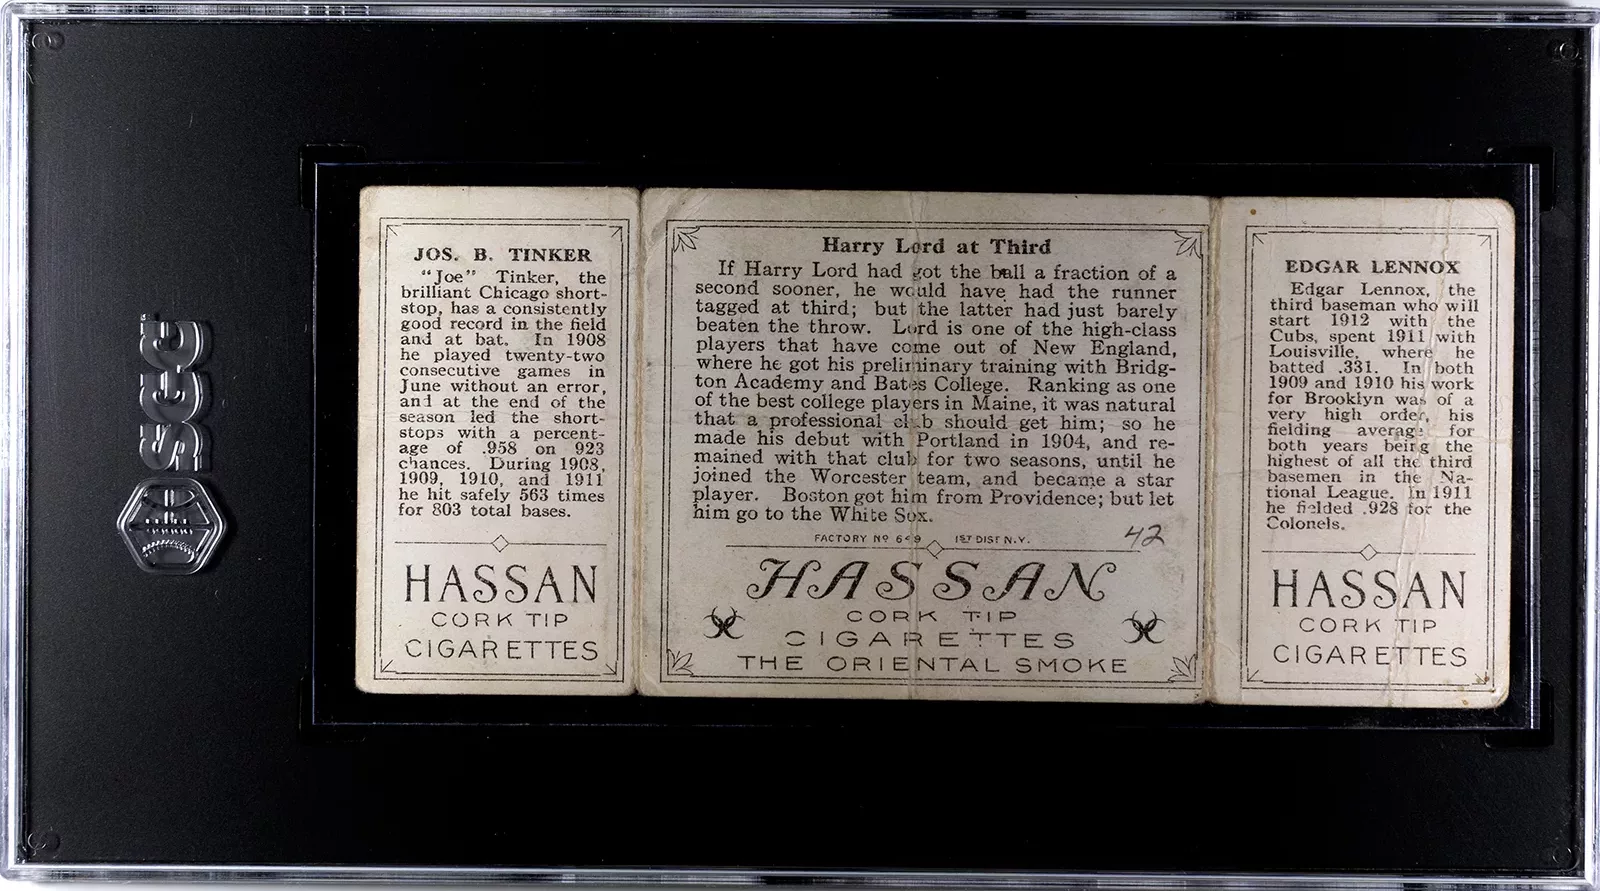 SGC
JOS. B. TINKER
"Joe" Tinker, the
brilliant Chicago short-
stop, has a consistently
good record in the field
and at bat. In 1908
he played twenty-two
consecutive games in
June without an error,
and at the end of the
season led the short-
stops with a percent-
age of .958 on 923
chances. During 1908,
1909, 1910, and 1911
he hit safely 563 times
for 803 total bases.
HASSAN
CORK TIP
CIGARETTES
Harry Lord at Third
If Harry Lord had got the ball a fraction of a
second sooner, he would have had the runner
tagged at third; but the latter had just barely
beaten the throw. Lord is one of the high-class
players that have come out of New England,
where he got his preliminary training with Bridg-
ton Academy and Bates College. Ranking as one
of the best college players in Maine, it was natural
that a professional club should get him; so he
made his debut with Portland in 1904, and re-
mained with that club for two seasons, until he
joined the Worcester team, and became a star
player. Boston got him from Providence; but let
him go to the White Sox.
FACTORY Nº 649 1ST DIST N.Y.
42
HASSAN
CORK TIP
CIGARETTES
THE ORIENTAL SMOKE
EDGAR LENNOX
Edgar Lennox, the
third baseman who will
start 1912 with the
Cubs, spent 1911 with
Louisville, where he
batted .331. In both
1909 and 1910 his work
for Brooklyn was of a
very high order, his
fielding average for
both years being the
highest of all the third
basemen in the Na-
tional League. In 1911
he fielded .928 for the
Colonels.
HASSAN
CORK TIP
CIGARETTES